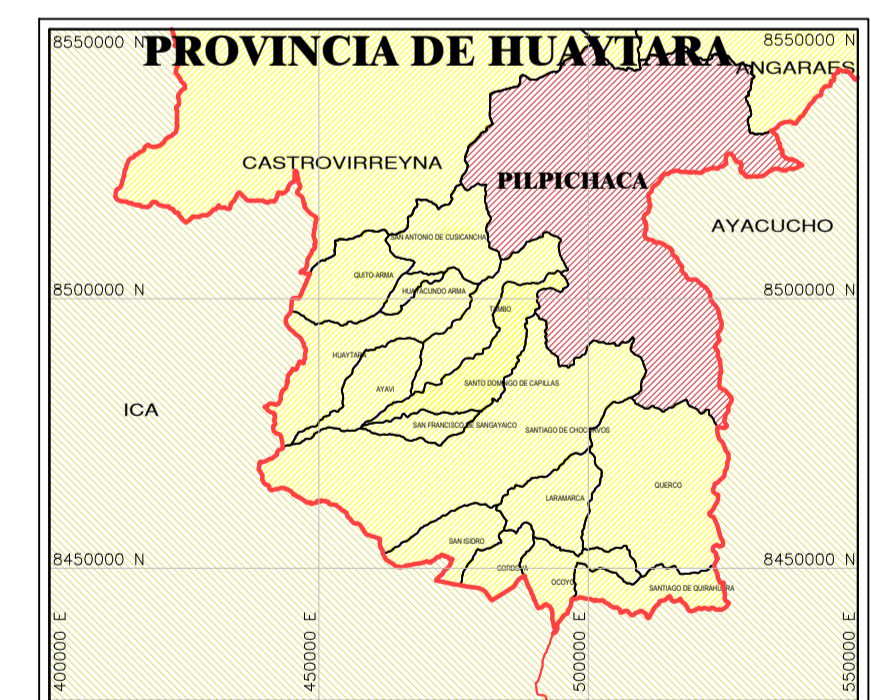 8550000 N
PROVINCIA DE HUAYTARA
8550000 N
ANGARAES
CASTROVIRREYNA
PILPICHACA
AYACUCHO
SAN ANTONIO DE CUSICANCHA
QUITO-ARMA
HUAYACUNDO ARMA
8500000 N
8500000 N
TAMBO
HUAYTARA
AYAVI
SANTO DOMINGO DE CAPILLAS
ICA
SAN FRANCISCO DE SANGAYAICO
SANTIAGO DE CHOCORVOS
QUERCO
LARAMARCA
SAN ISIDRO
8450000 N
8450000 N
CORDOVA
OCOYO
SANTIAGO DE QUIRAHUARA
400000 E
450000 E
500000 E
550000 E